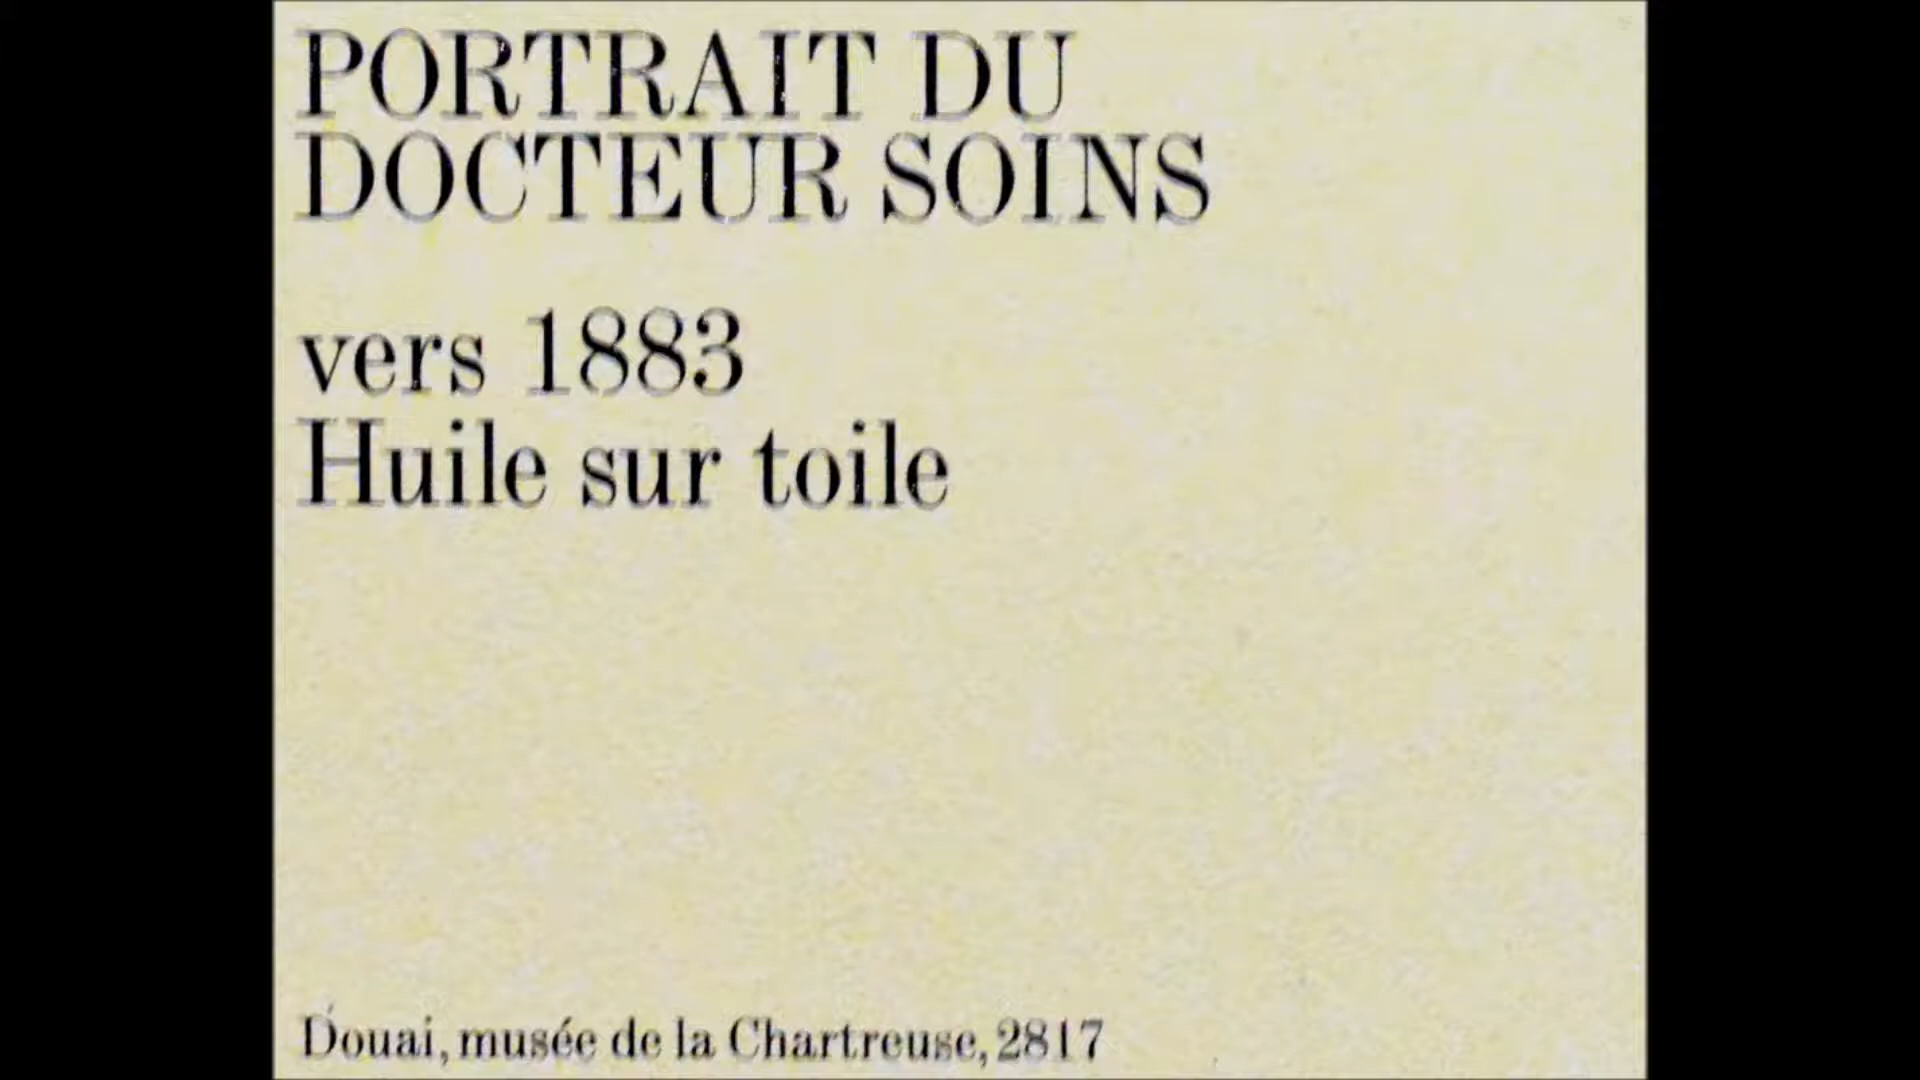 PORTRAIT DU
DOCTEUR SOINS
vers 1883
Huile sur toile
Douai, musée de la Chartreuse, 2817